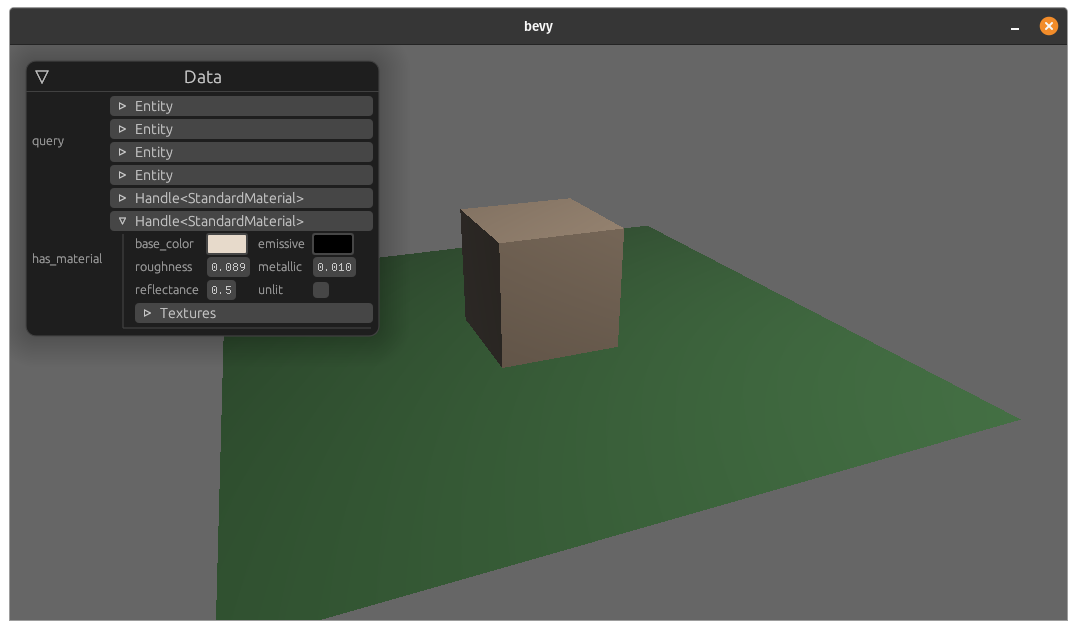 bevy
Data
query
Entity
Entity
Entity
Entity
has_material
Handle<StandardMaterial>
Handle<StandardMaterial>
base_color emissive
roughness 0.089 metallic 0.010
reflectance 0.5 unlit
Textures